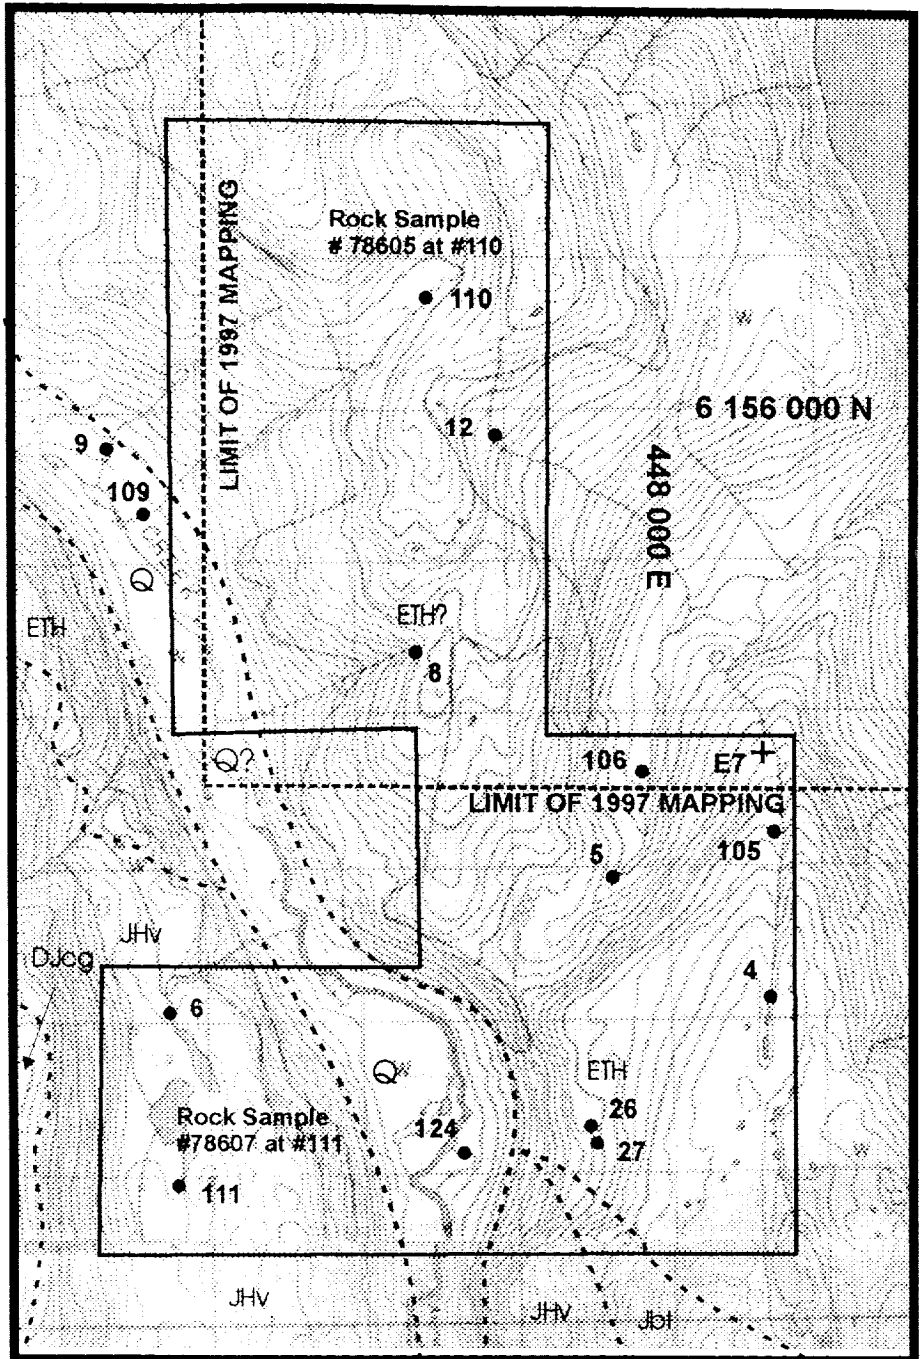 LIMIT OF 1997 MAPPING
Rock Sample
# 78605 at #110
110
6 156 000 N
448 000 E
12
9
109
Q
ETH
ETH?
8
Q?
106
E7
LIMIT OF 1997 MAPPING
105
5
JHv
DJcg
4
6
Q
ETH
Rock Sample
#78607 at #111
124
26
27
111
JHv
JHv
Jbt